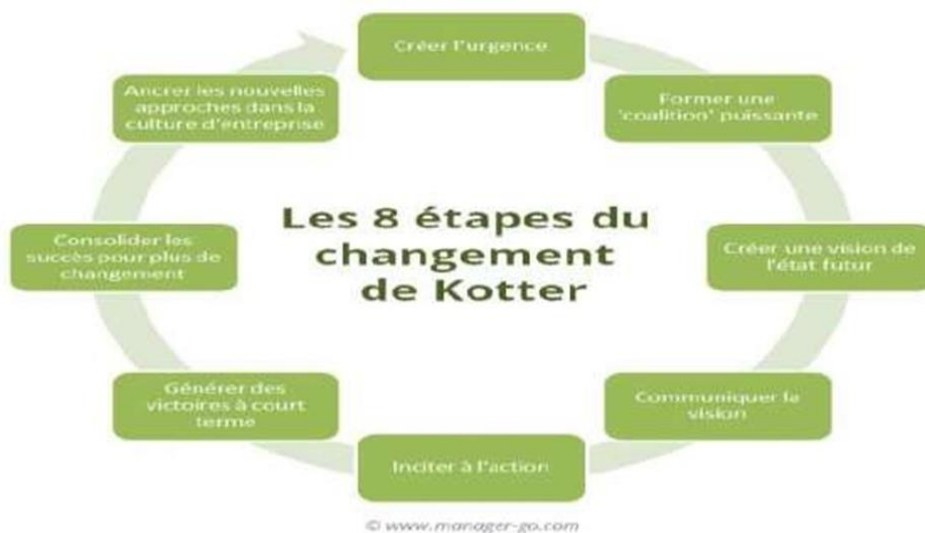 Créer l'urgence
Former une
'coalition' puissante
Créer une vision de
l'état futur
Communiquer la
vision
Inciter à l'action
Générer des
victoires à court
terme
Consolider les
succès pour plus de
changement
Ancrer les nouvelles
approches dans la
culture d'entreprise
Les 8 étapes du
changement
de Kotter
© www.manager-go.com